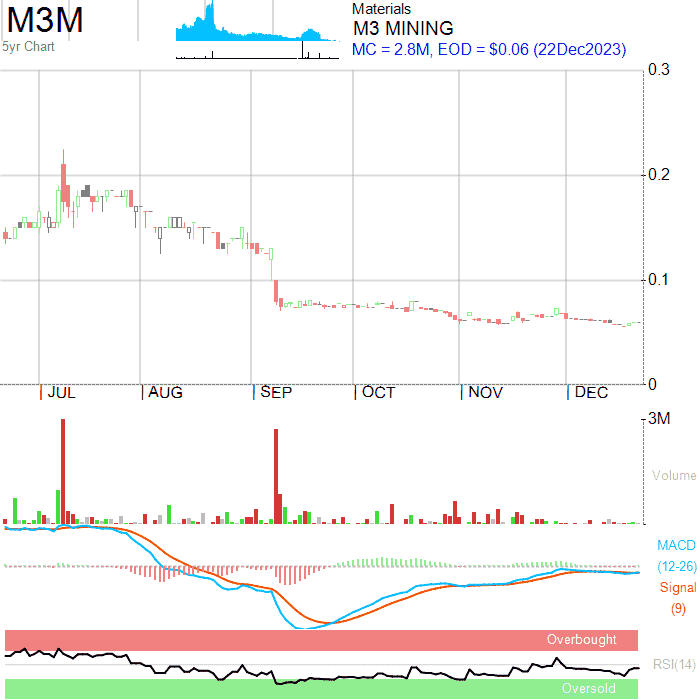 M3M
5yr Chart
Materials
M3 MINING
MC = 2.8M, EOD = $0.06 (22Dec2023)
0.3
0.2
0.1
0
JUL AUG SEP OCT NOV DEC
3M
Volume
MACD
(12-26)
Signal
(9)
Overbought
RSI(14)
Oversold